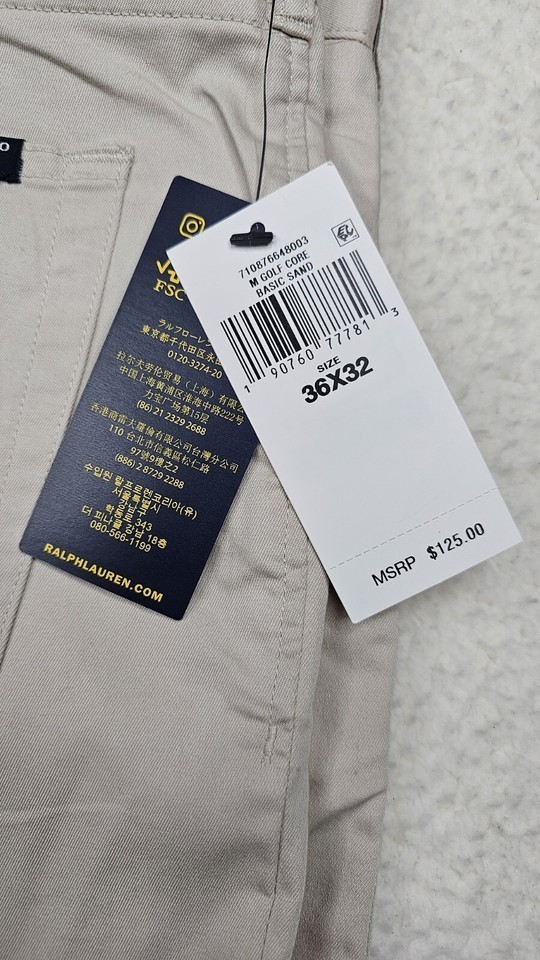 O
FSC
ラルフローレン
東京都千代田区永田
0120-3274-20
拉尔夫劳伦贸易（上海）有限公
中国上海黄浦区淮海中路222号
力宝广场第15层
(86) 21 2329 2688
香港商雷夫羅倫有限公司台灣分公司
110 台北市信義區松仁路
97號9樓之2
(886) 2 8729 2288
수입원 랄프로렌코리아(유)
서울특별시
343
더 피나클 강남 18층
080-566-1199
RALPHLAUREN.COM
710876648003
M GOLF CORE
BASIC SAND
1 90760 77781 3
SIZE
36X32
MSRP $125.00